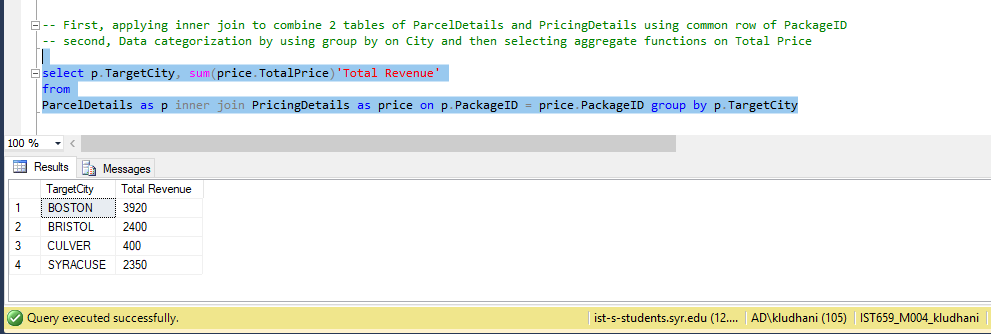 -- First, applying inner join to combine 2 tables of ParcelDetails and PricingDetails using common row of PackageID
-- second, Data categorization by using group by on City and then selecting aggregate functions on Total Price
select p.TargetCity, sum(price.TotalPrice)'Total Revenue'
from
ParcelDetails as p inner join PricingDetails as price on p.PackageID = price.PackageID group by p.TargetCity
100 %
Results Messages
TargetCity Total Revenue
1 BOSTON 3920
2 BRISTOL 2400
3 CULVER 400
4 SYRACUSE 2350
Query executed successfully. ist-s-students.syr.edu (12.... AD\kludhani (105) IST659_M004_kludhani